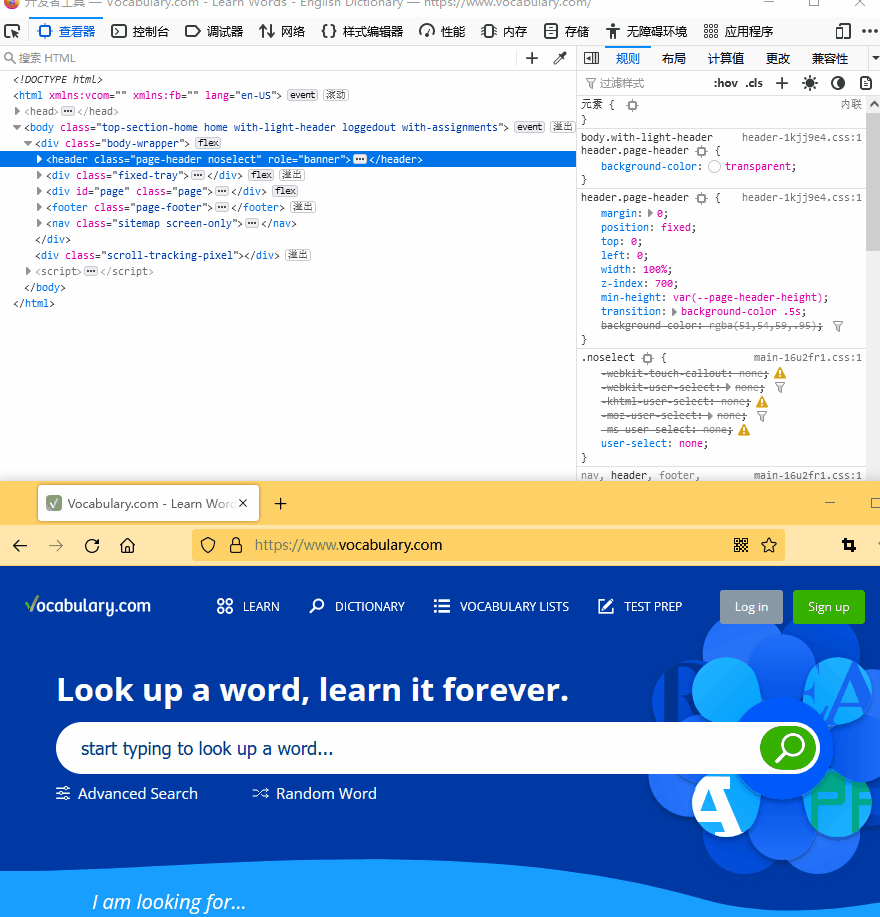 开发者工具 — Vocabulary.com - Learn Words - English Dictionary — https://www.vocabulary.com/
查看器 控制台 调试器 网络 样式编辑器 性能 内存 存储 无障碍环境 应用程序
搜索 HTML
规则 布局 计算值 更改 兼容性
过滤样式 :hov .cls
<!DOCTYPE html>
<html xmlns:vcom="" xmlns:fb="" lang="en-US"> event 滚动
<head> ••• </head>
<body class="top-section-home home with-light-header loggedout with-assignments"> event 溢出
<div class="body-wrapper"> flex
<header class="page-header noselect" role="banner"> ••• </header>
<div class="fixed-tray"> ••• </div> flex 溢出
<div id="page" class="page"> ••• </div> flex
<footer class="page-footer"> ••• </footer> 溢出
<nav class="sitemap screen-only"> ••• </nav>
</div>
<div class="scroll-tracking-pixel"></div> 溢出
<script> ••• </script>
</body>
</html>
元素 { 内联
}
body.with-light-header header-1kjj9e4.css:1
header.page-header {
background-color: transparent;
}
header.page-header { header-1kjj9e4.css:1
margin: 0;
position: fixed;
top: 0;
left: 0;
width: 100%;
z-index: 700;
min-height: var(--page-header-height);
transition: background-color .5s;
background-color: rgba(51,54,59,.95);
}
.noselect { main-16u2fr1.css:1
-webkit-touch-callout: none;
-webkit-user-select: none;
-khtml-user-select: none;
-moz-user-select: none;
-ms-user-select: none;
user-select: none;
}
nav, header, footer, main-16u2fr1.css:1
Vocabulary.com - Learn Word
https://www.vocabulary.com
Vocabulary.com LEARN DICTIONARY VOCABULARY LISTS TEST PREP Log in Sign up
Look up a word, learn it forever.
start typing to look up a word...
Advanced Search Random Word
I am looking for...